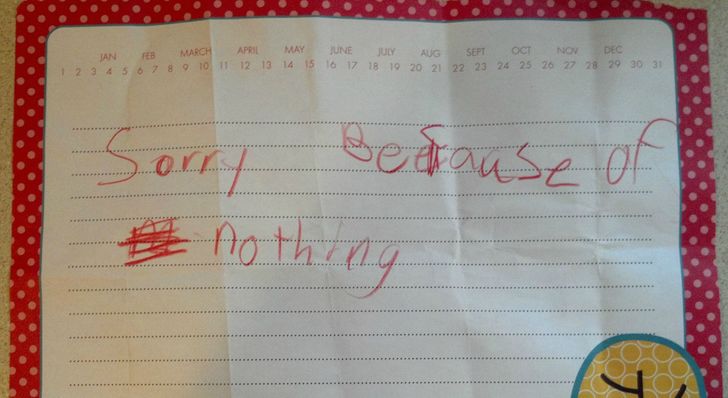 JAN FEB MARCH APRIL MAY JUNE JULY AUG SEPT OCT NOV DEC
1 2 3 4 5 6 7 8 9 10 11 12 13 14 15 16 17 18 19 20 21 22 23 24 25 26 27 28 29 30 31
Sorry Because of
nothing